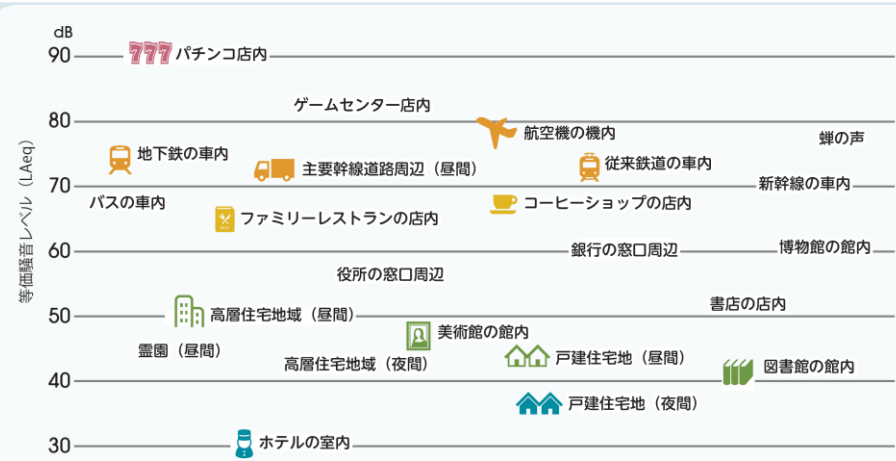 dB
90
777 パチンコ店内
ゲームセンター店内
80
航空機の機内
蝉の声
地下鉄の車内
主要幹線道路周辺（昼間）
従来鉄道の車内
70
新幹線の車内
バスの車内
ファミリーレストランの店内
コーヒーショップの店内
60
銀行の窓口周辺
博物館の館内
役所の窓口周辺
等価騒音レベル（LAeq）
50
高層住宅地域（昼間）
書店の店内
美術館の館内
霊園（昼間）
高層住宅地域（夜間）
戸建住宅地（昼間）
図書館の館内
40
戸建住宅地（夜間）
30
ホテルの室内